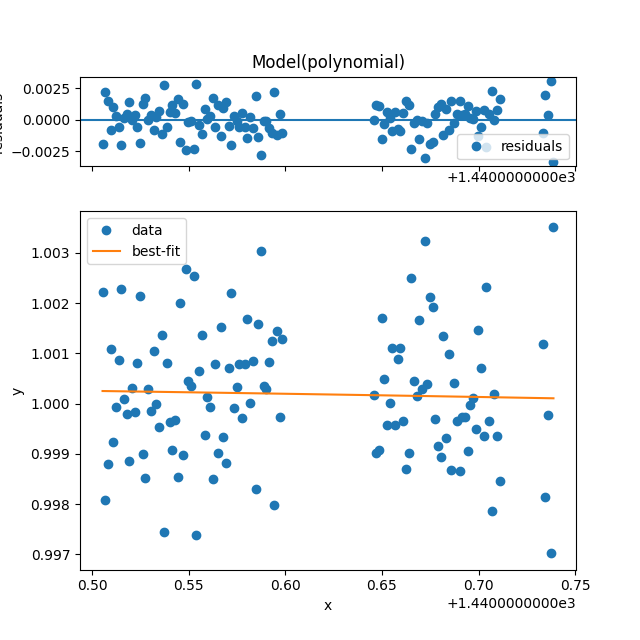 Model(polynomial)
residuals
0.0025
0.0000
−0.0025
residuals
+1.4400000000e3
y
1.003
1.002
1.001
1.000
0.999
0.998
0.997
data
best-fit
0.50 0.55 0.60 0.65 0.70 0.75
x
+1.4400000000e3